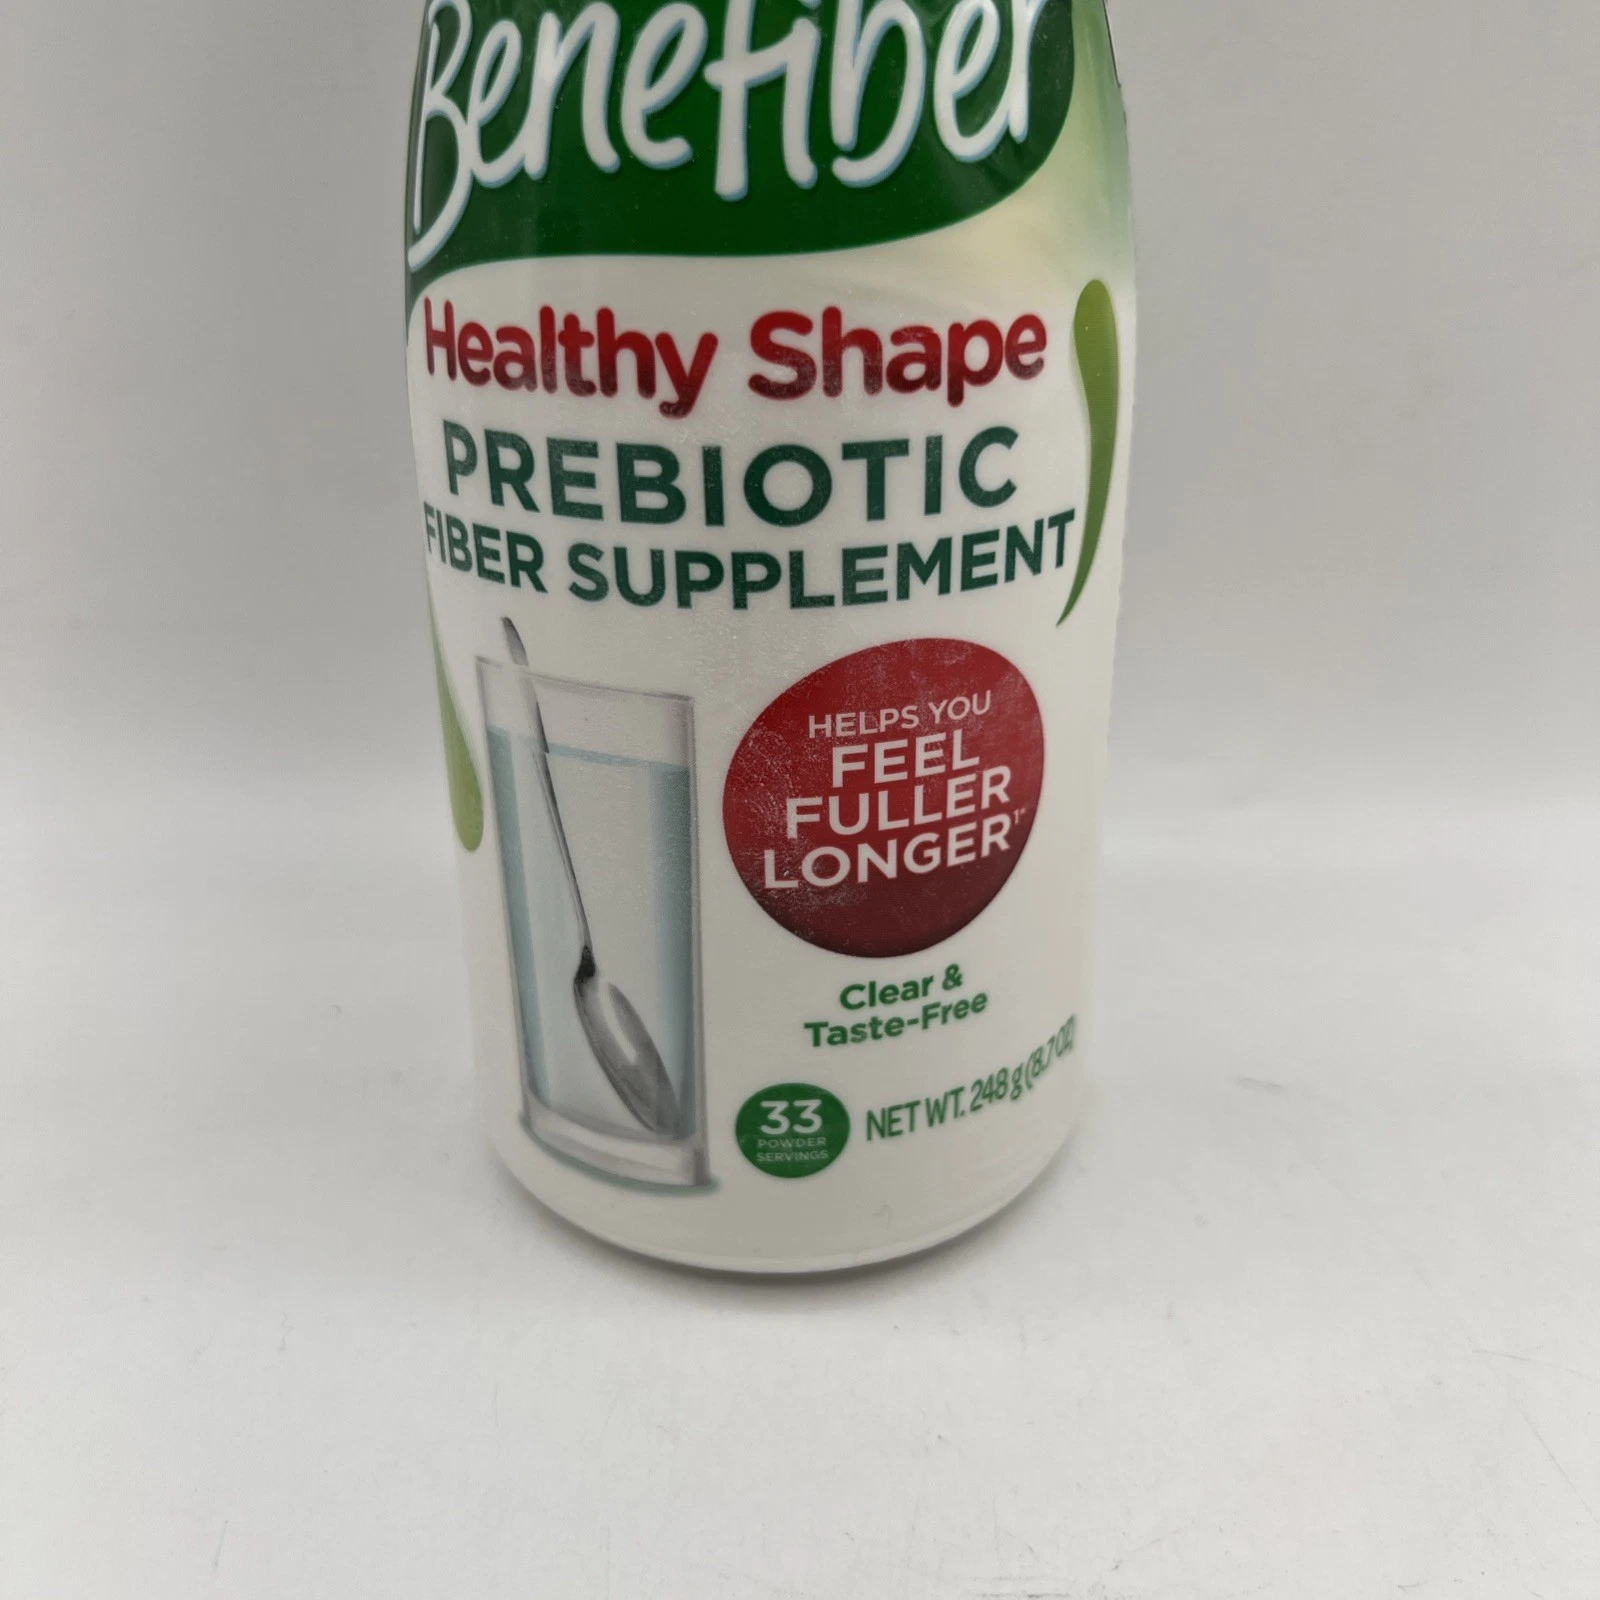 Benefiber
Healthy Shape
PREBIOTIC
FIBER SUPPLEMENT
HELPS YOU
FEEL
FULLER
LONGER¹˜
Clear &
Taste-Free
33
POWDER
SERVINGS
NET WT. 248 g (8.7 OZ)